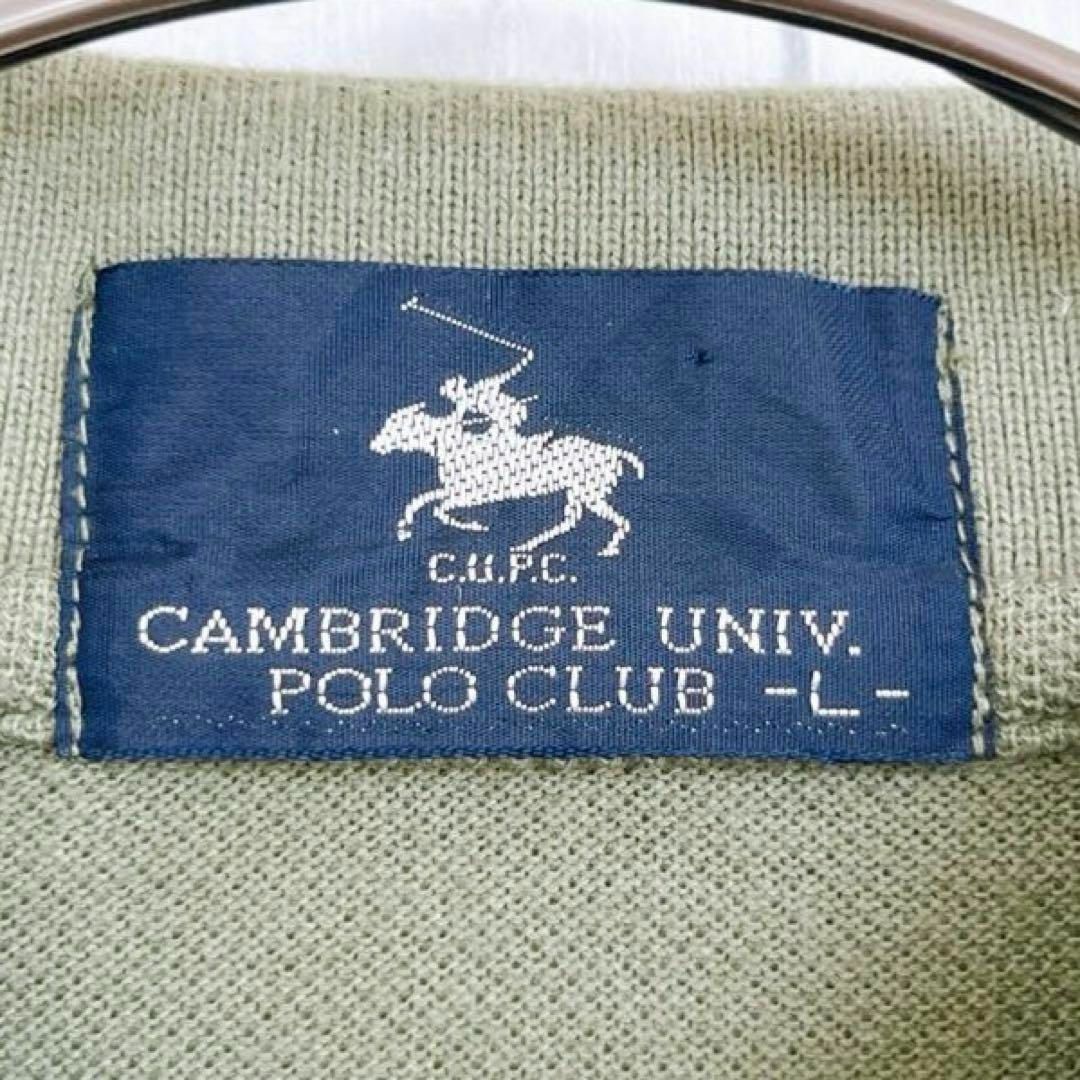 C.U.P.C.
CAMBRIDGE UNIV.
POLO CLUB -L-